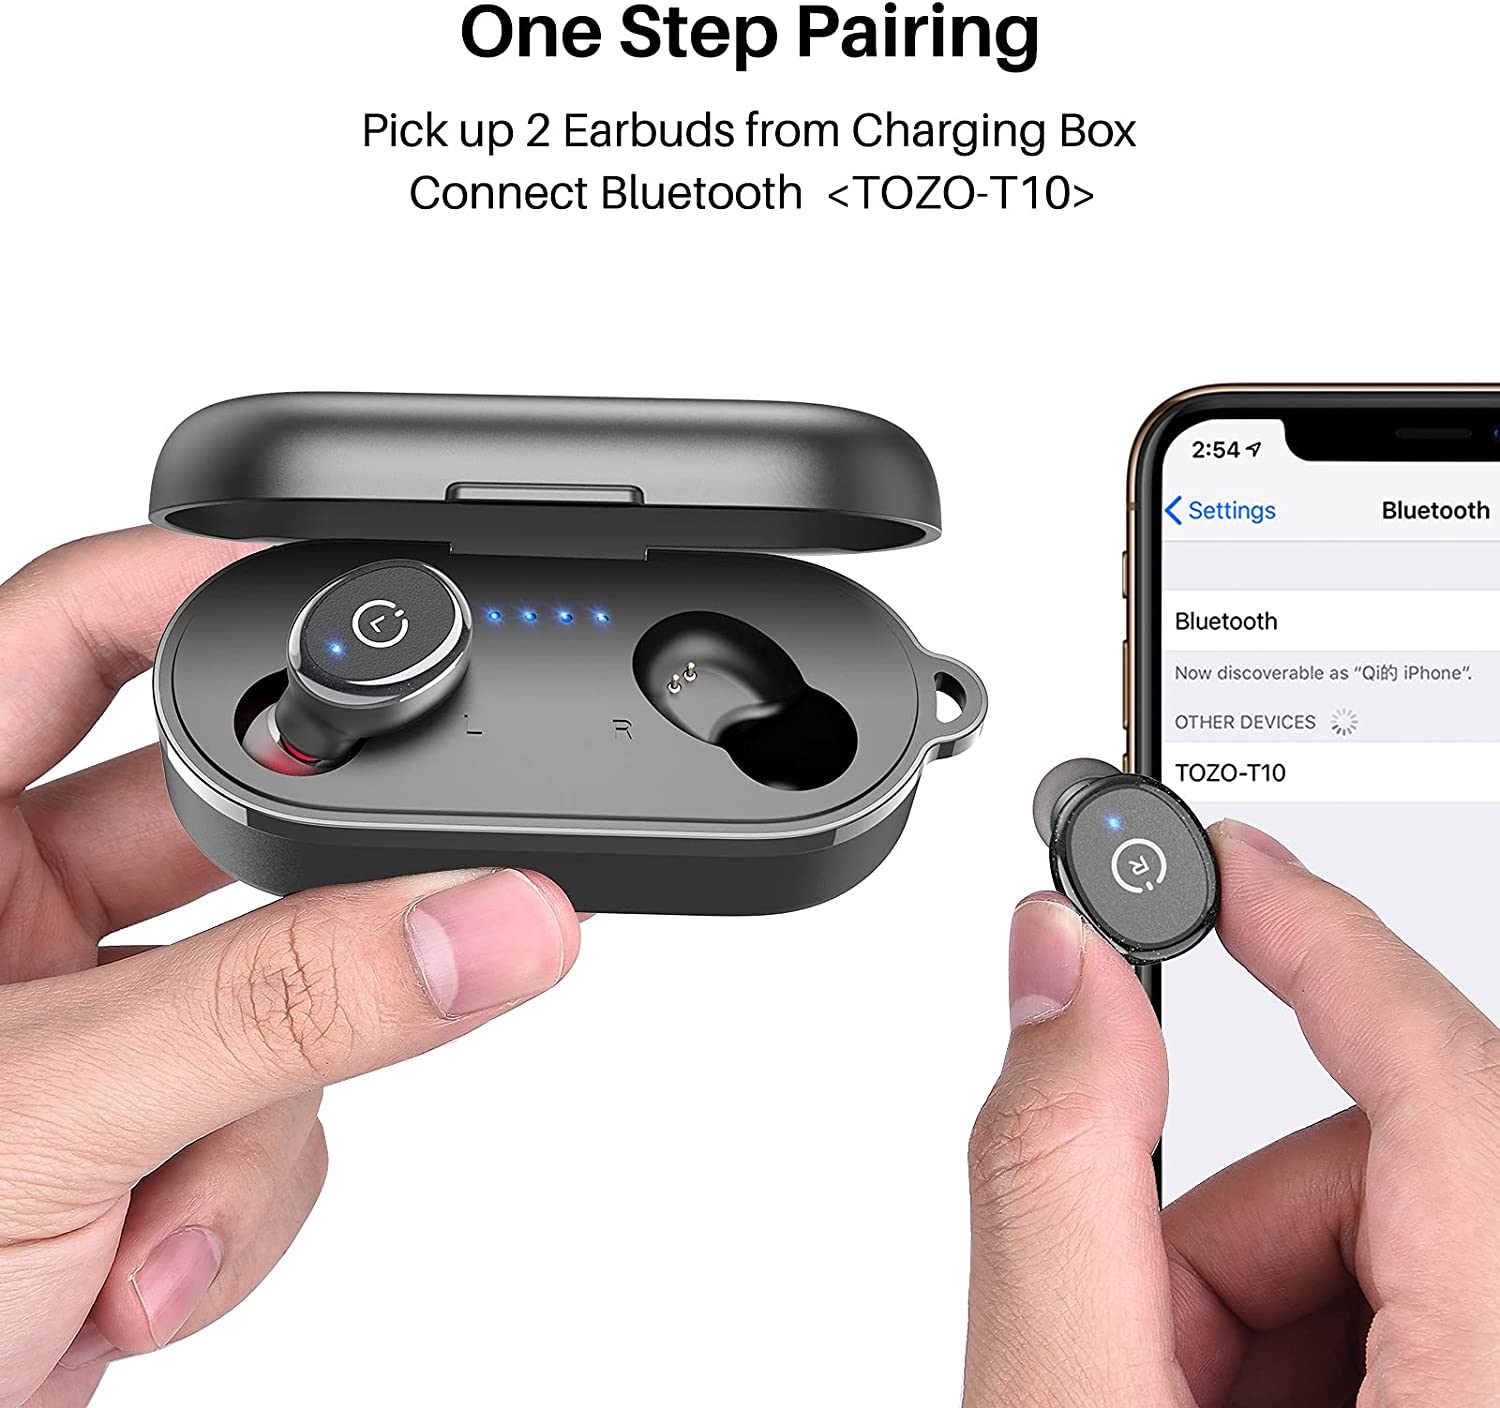 One Step Pairing
Pick up 2 Earbuds from Charging Box
Connect Bluetooth <TOZO-T10>
2:54
Settings
Bluetooth
Bluetooth
Now discoverable as “Qi的 iPhone”.
OTHER DEVICES
TOZO-T10
L
L
R
R